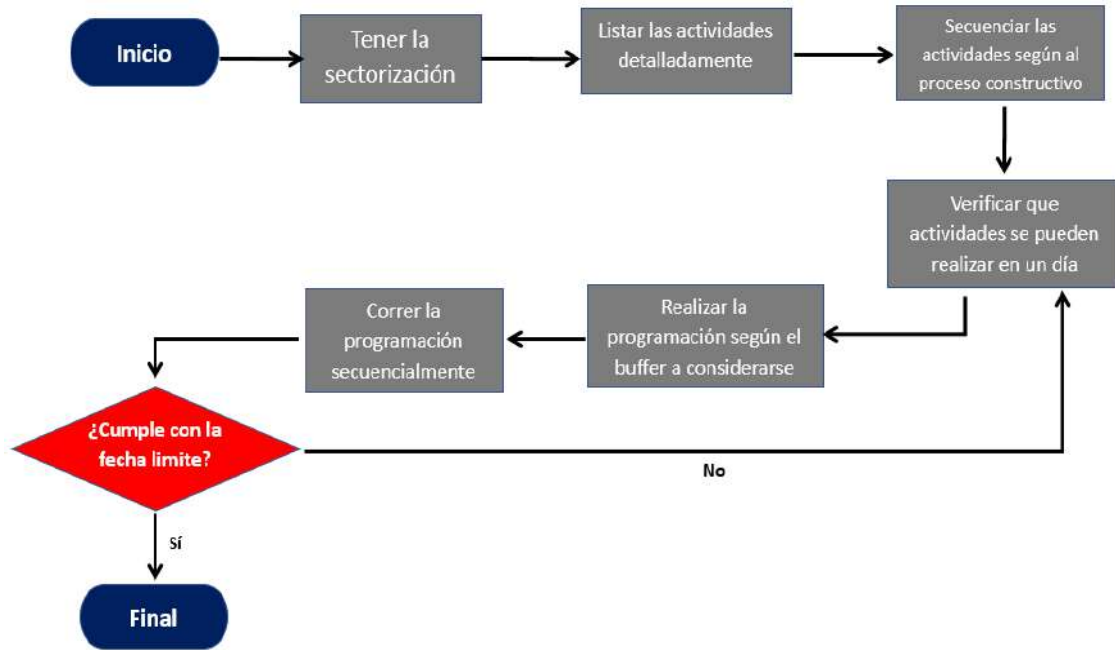 Inicio
Tener la
sectorización
Listar las actividades
detalladamente
Secuenciar las
actividades según al
proceso constructivo
Verificar que
actividades se pueden
realizar en un día
Realizar la
programación según el
buffer a considerarse
Correr la
programación
secuencialmente
¿Cumple con la
fecha limite?
No
Sí
Final